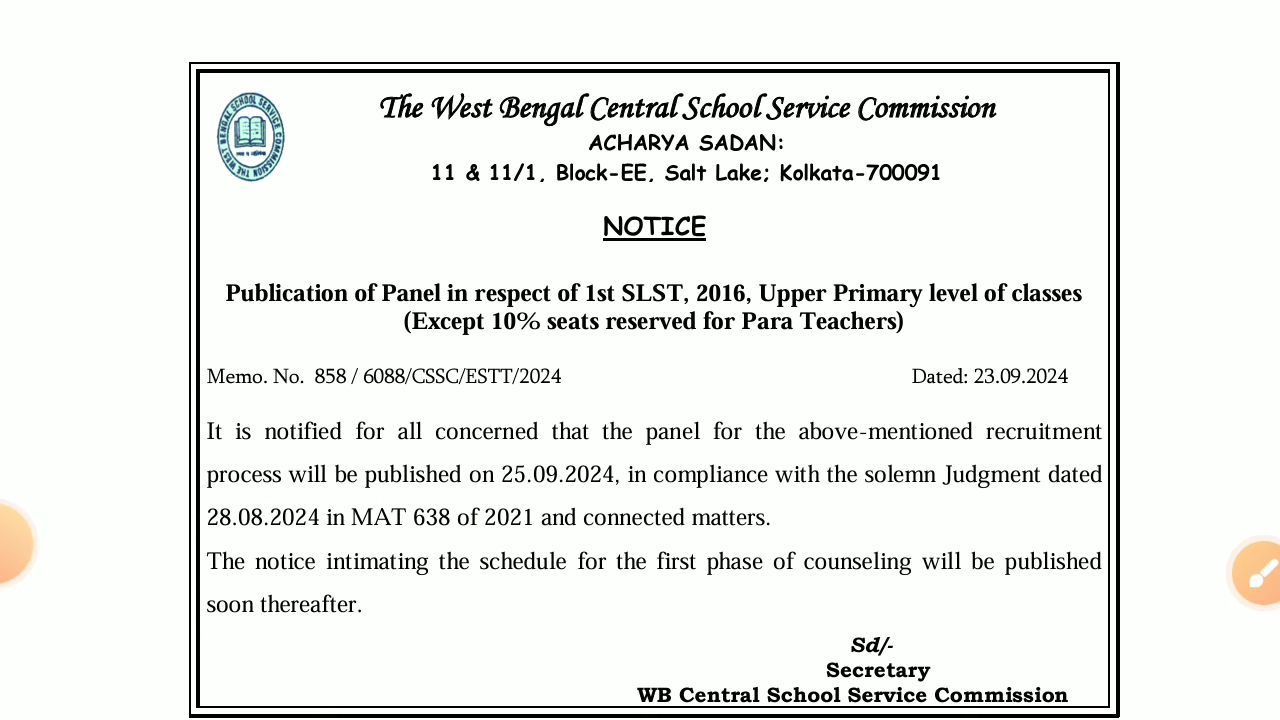 The West Bengal Central School Service Commission
ACHARYA SADAN:
11 & 11/1, Block-EE, Salt Lake; Kolkata-700091
THE WEST BENGAL SCHOOL SERVICE COMMISSION
NOTICE
Publication of Panel in respect of 1st SLST, 2016, Upper Primary level of classes
(Except 10% seats reserved for Para Teachers)
Memo. No. 858 / 6088/CSSC/ESTT/2024 Dated: 23.09.2024
It is notified for all concerned that the panel for the above-mentioned recruitment
process will be published on 25.09.2024, in compliance with the solemn Judgment dated
28.08.2024 in MAT 638 of 2021 and connected matters.
The notice intimating the schedule for the first phase of counseling will be published
soon thereafter.
Sd/-
Secretary
WB Central School Service Commission